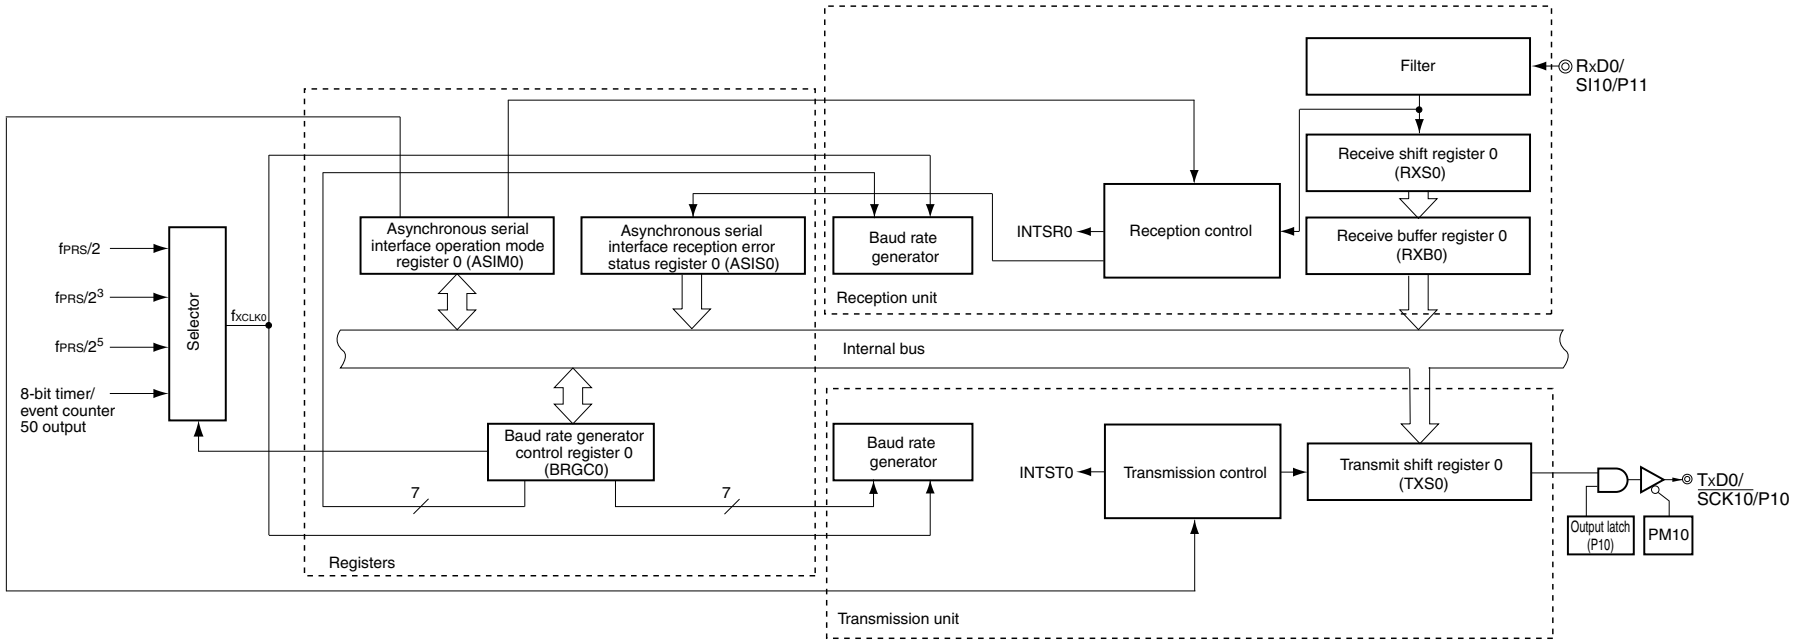 Filter
RxD0/
SI10/P11
Receive shift register 0
(RXS0)
Asynchronous serial
interface operation mode
register 0 (ASIM0)
Asynchronous serial
interface reception error
status register 0 (ASIS0)
Baud rate
generator
INTSR0
Reception control
Receive buffer register 0
(RXB0)
Reception unit
fPRS/2
fPRS/2³
fPRS/2⁵
8-bit timer/
event counter
50 output
Selector
fXCLK0
Internal bus
Baud rate generator
control register 0
(BRGC0)
7
7
Registers
Baud rate
generator
INTST0
Transmission control
Transmit shift register 0
(TXS0)
TxD0/
SCK10/P10
Output latch
(P10)
PM10
Transmission unit